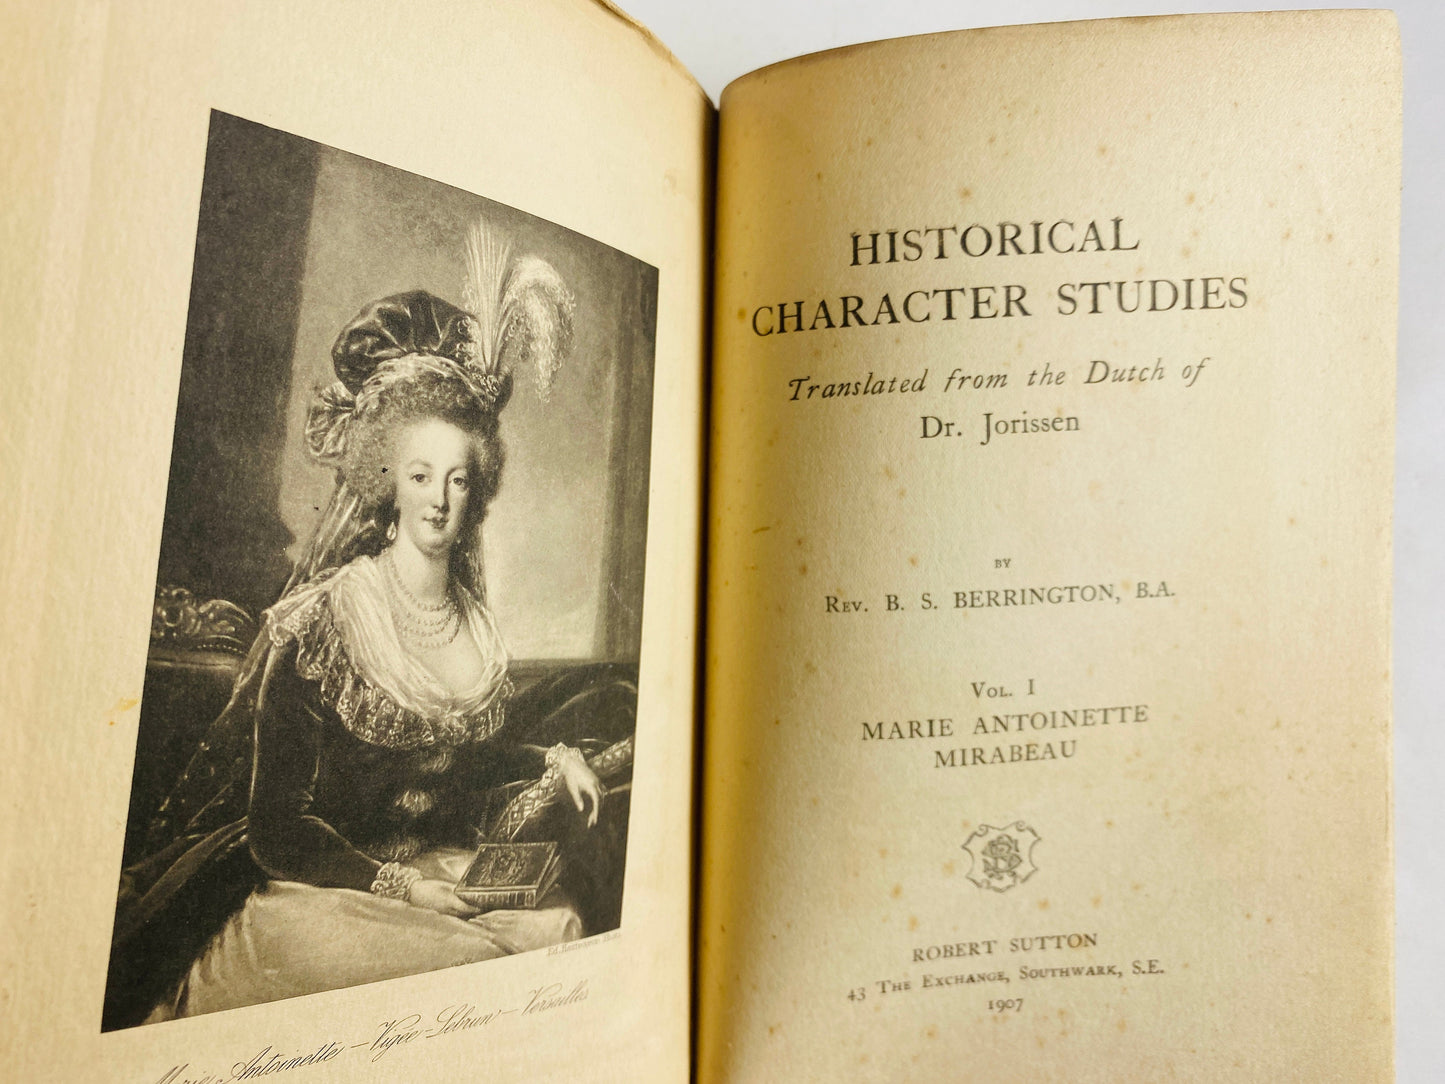 Marie Antoinette – Vigée-Lebrun – Versailles
HISTORICAL
CHARACTER STUDIES
Translated from the Dutch of
Dr. Jorissen
BY
REV. B. S. BERRINGTON, B.A.
VOL. I
MARIE ANTOINETTE
MIRABEAU
ROBERT SUTTON
43 THE EXCHANGE, SOUTHWARK, S.E.
1907